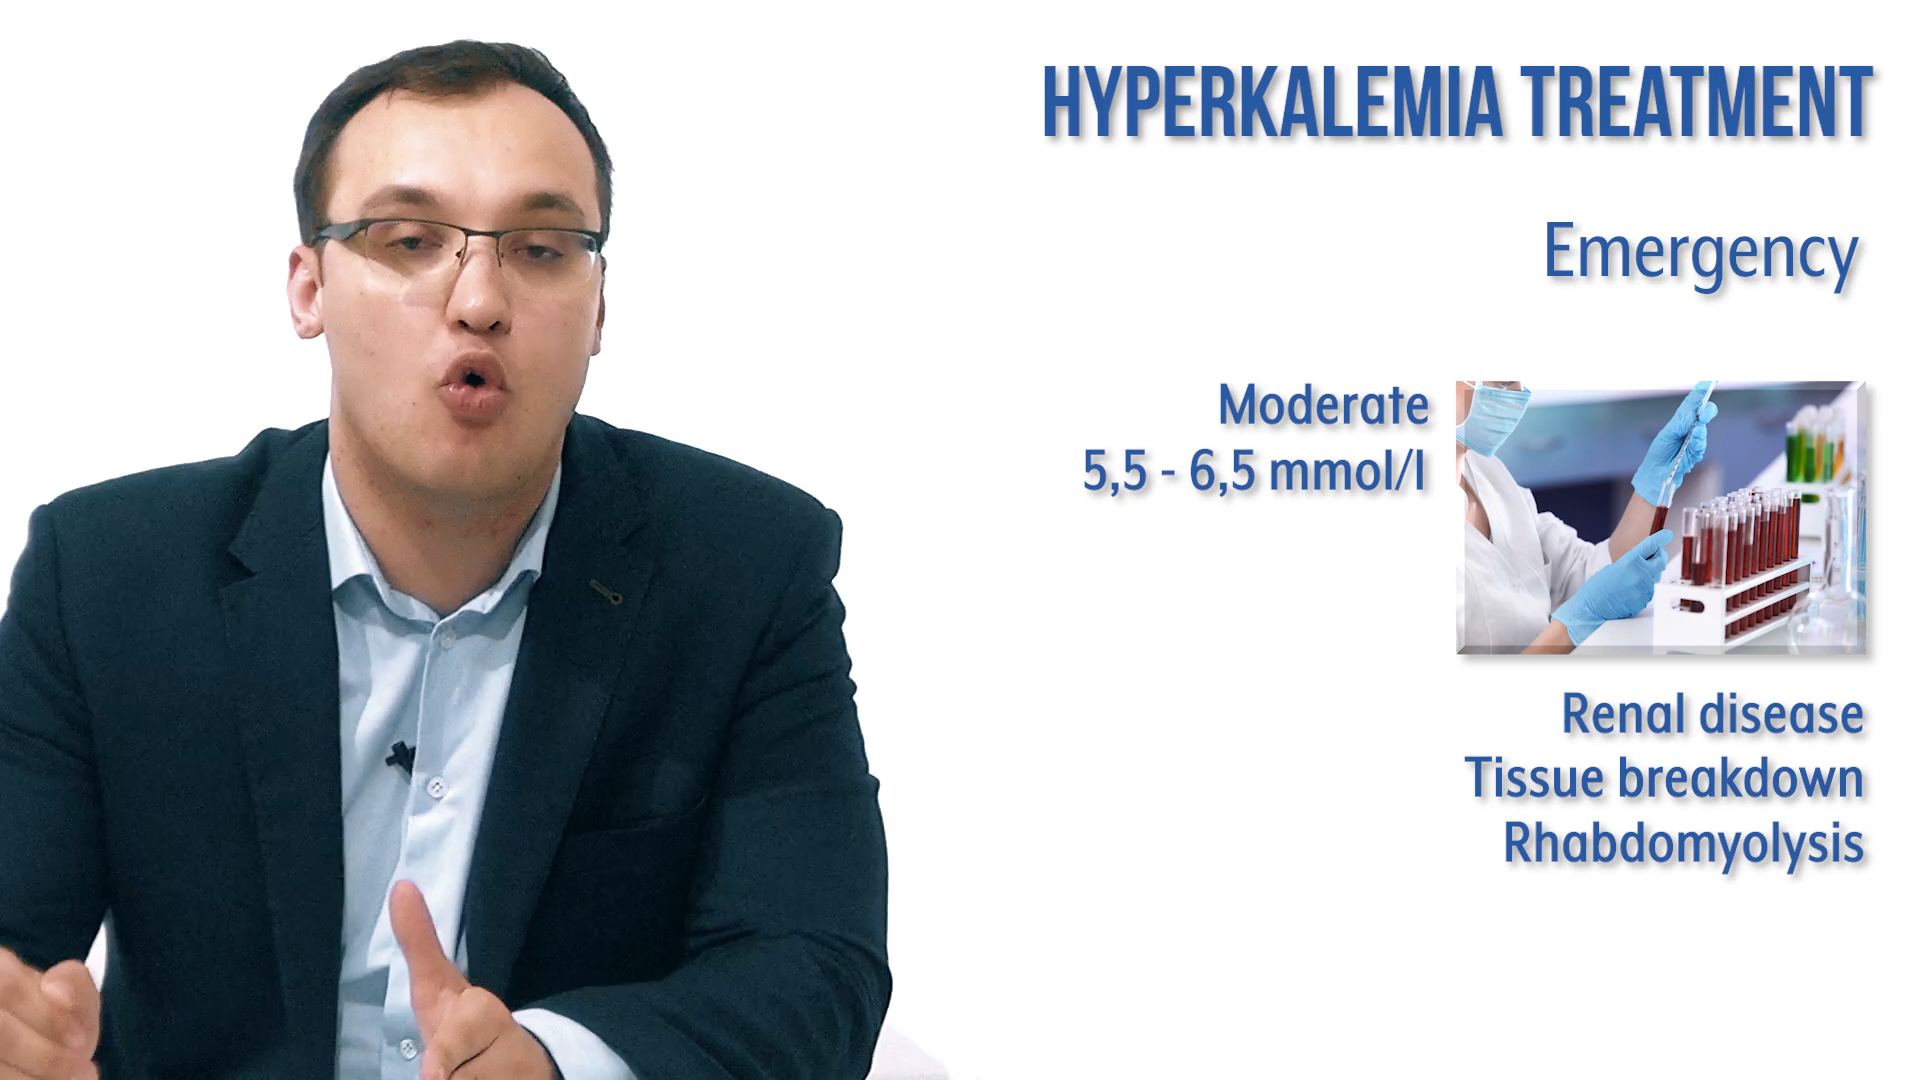 HYPERKALEMIA TREATMENT
Emergency
Moderate
5,5 - 6,5 mmol/l
Renal disease
Tissue breakdown
Rhabdomyolysis